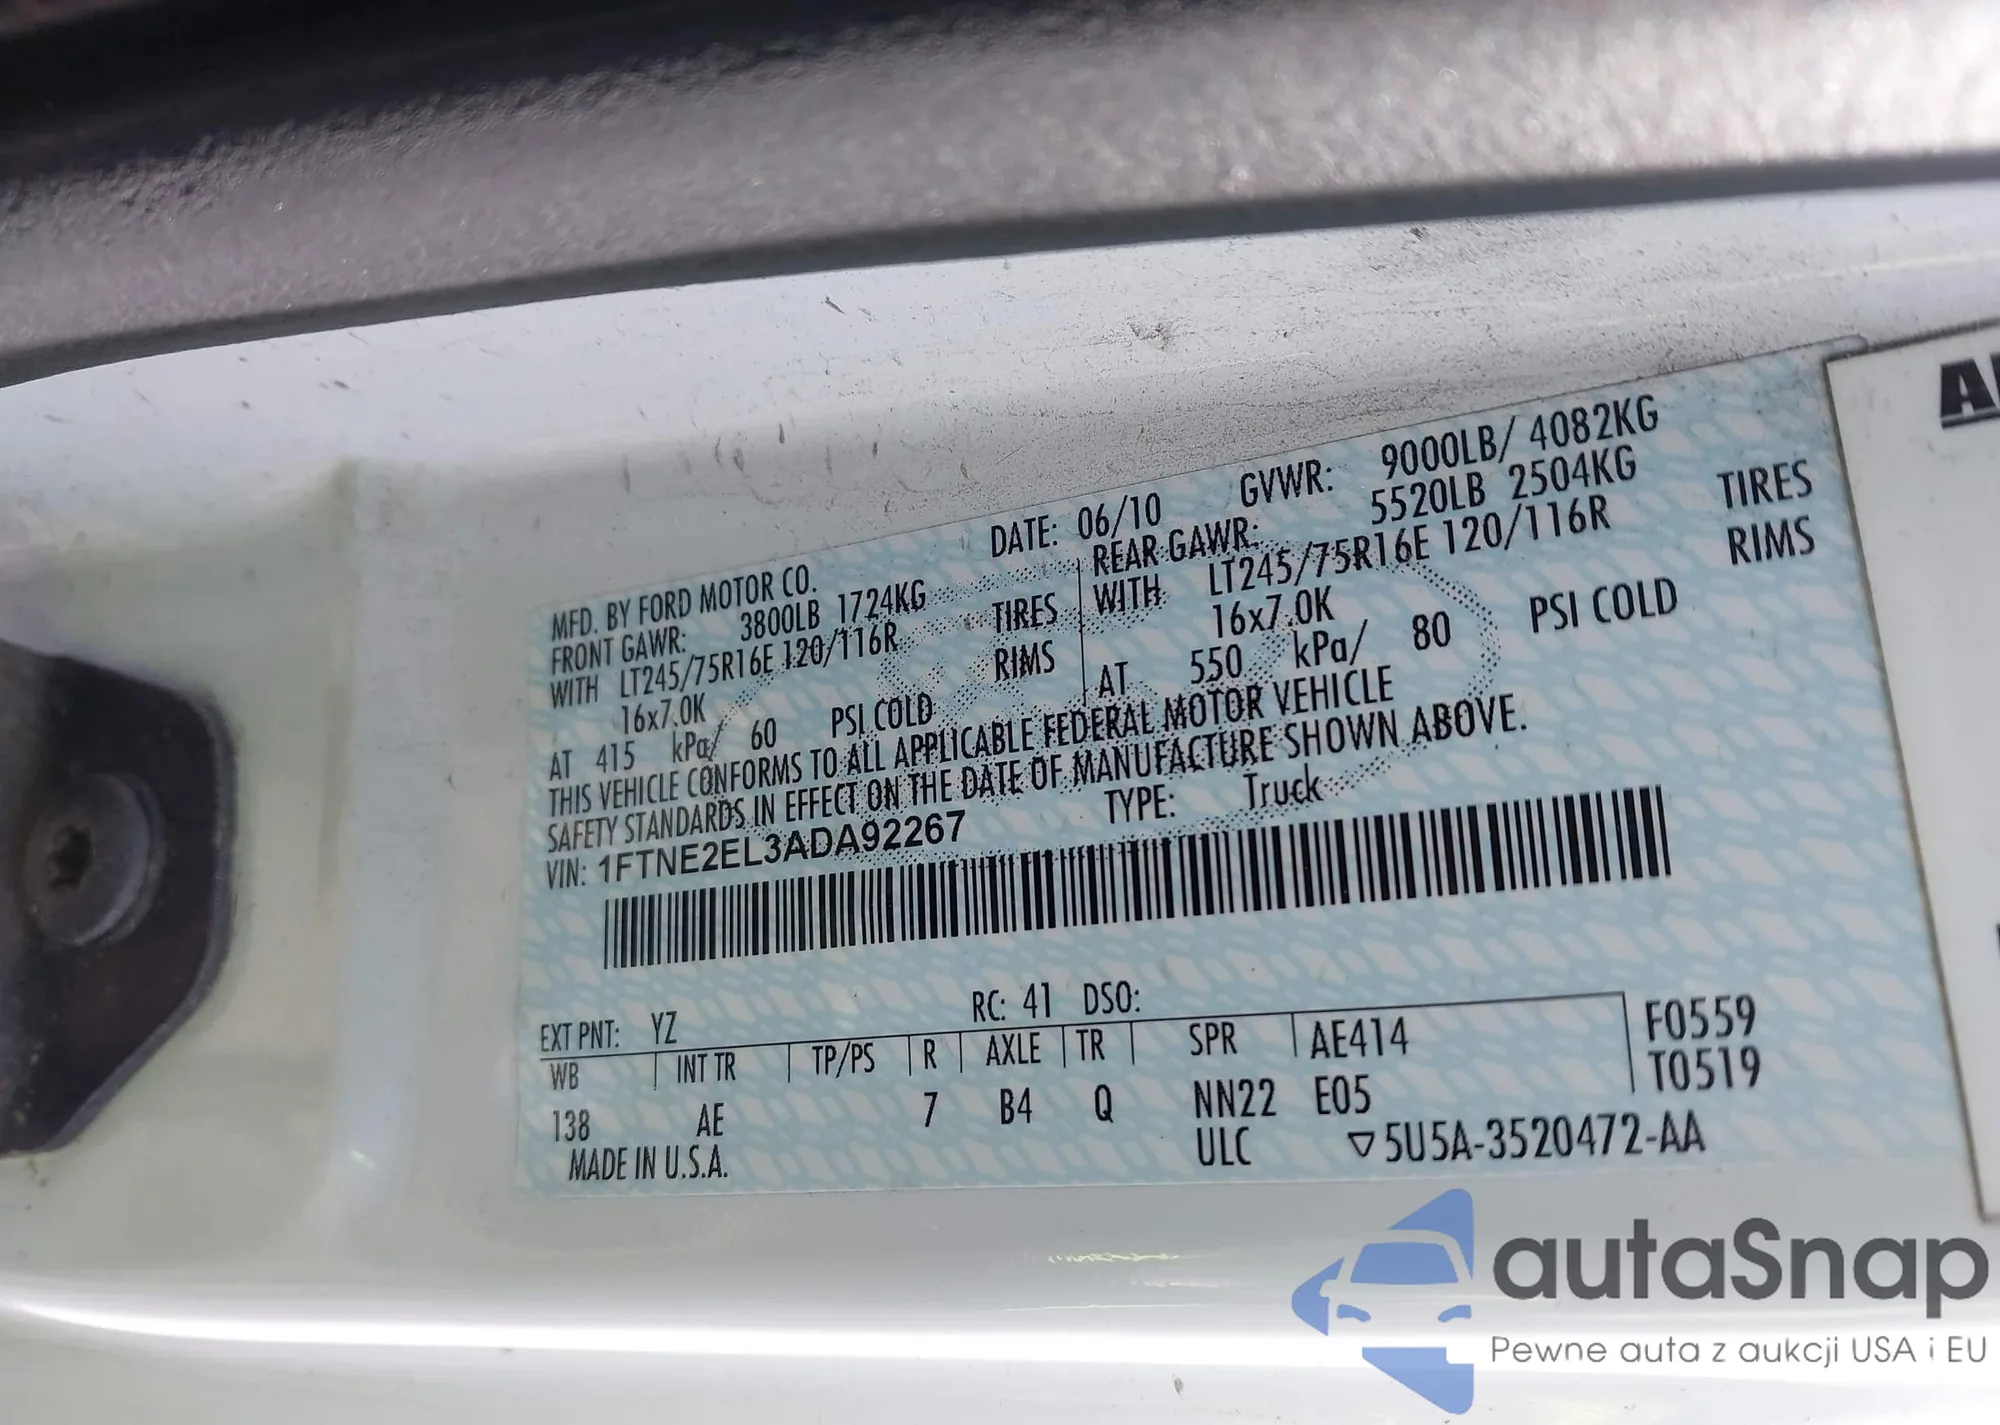 DATE: 06/10 GVWR: 9000LB/ 4082KG
MFD. BY FORD MOTOR CO.
FRONT GAWR: 3800LB 1724KG
WITH LT245/75R16E 120/116R TIRES
16x7.0K RIMS
AT 415 kPa/ 60 PSI COLD
REAR GAWR: 5520LB 2504KG
WITH LT245/75R16E 120/116R TIRES
16x7.0K RIMS
AT 550 kPa/ 80 PSI COLD
THIS VEHICLE CONFORMS TO ALL APPLICABLE FEDERAL MOTOR VEHICLE
SAFETY STANDARDS IN EFFECT ON THE DATE OF MANUFACTURE SHOWN ABOVE.
VIN: 1FTNE2EL3ADA92267 TYPE: Truck
EXT PNT: YZ RC: 41 DSO:
WB INT TR TP/PS R AXLE TR SPR AE414 F0559
138 AE 7 B4 Q NN22 E05 T0519
MADE IN U.S.A. ULC ▽5U5A-3520472-AA
autaSnap
Pewne auta z aukcji USA i EU